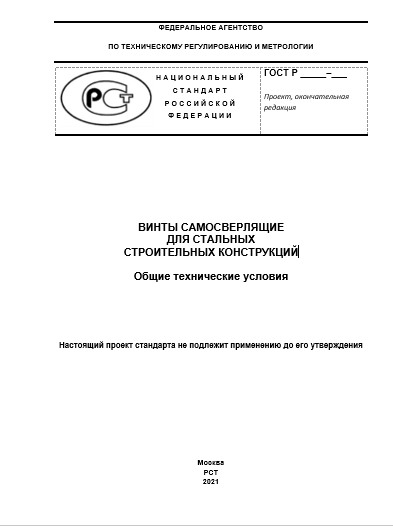 ФЕДЕРАЛЬНОЕ АГЕНТСТВО
ПО ТЕХНИЧЕСКОМУ РЕГУЛИРОВАНИЮ И МЕТРОЛОГИИ
РСТ
НАЦИОНАЛЬНЫЙ
СТАНДАРТ
РОССИЙСКОЙ
ФЕДЕРАЦИИ
ГОСТ Р _____–___
Проект, окончательная
редакция
ВИНТЫ САМОСВЕРЛЯЩИЕ
ДЛЯ СТАЛЬНЫХ
СТРОИТЕЛЬНЫХ КОНСТРУКЦИЙ
Общие технические условия
Настоящий проект стандарта не подлежит применению до его утверждения
Москва
РСТ
2021